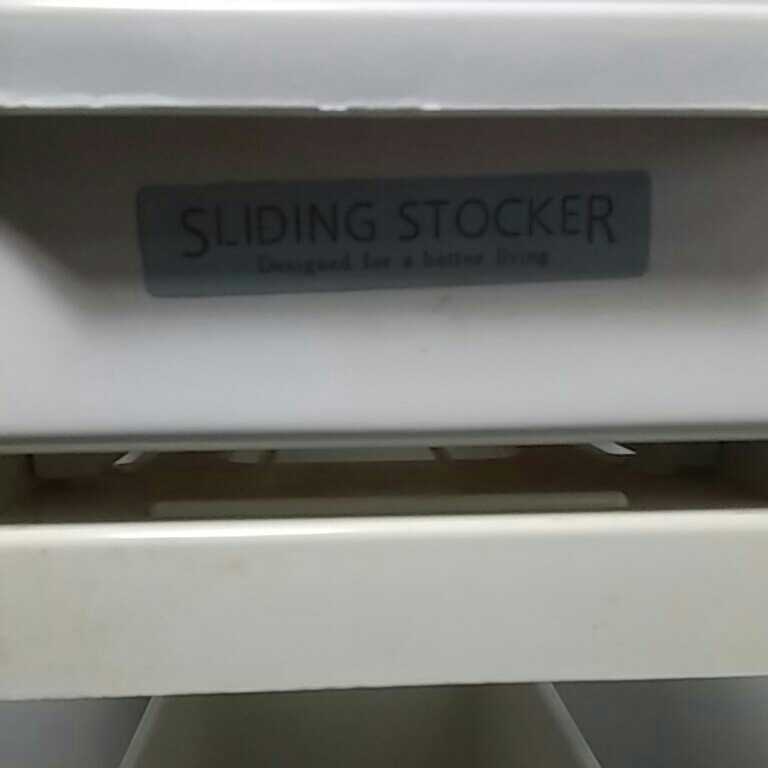 SLIDING STOCKER
Designed for a better living